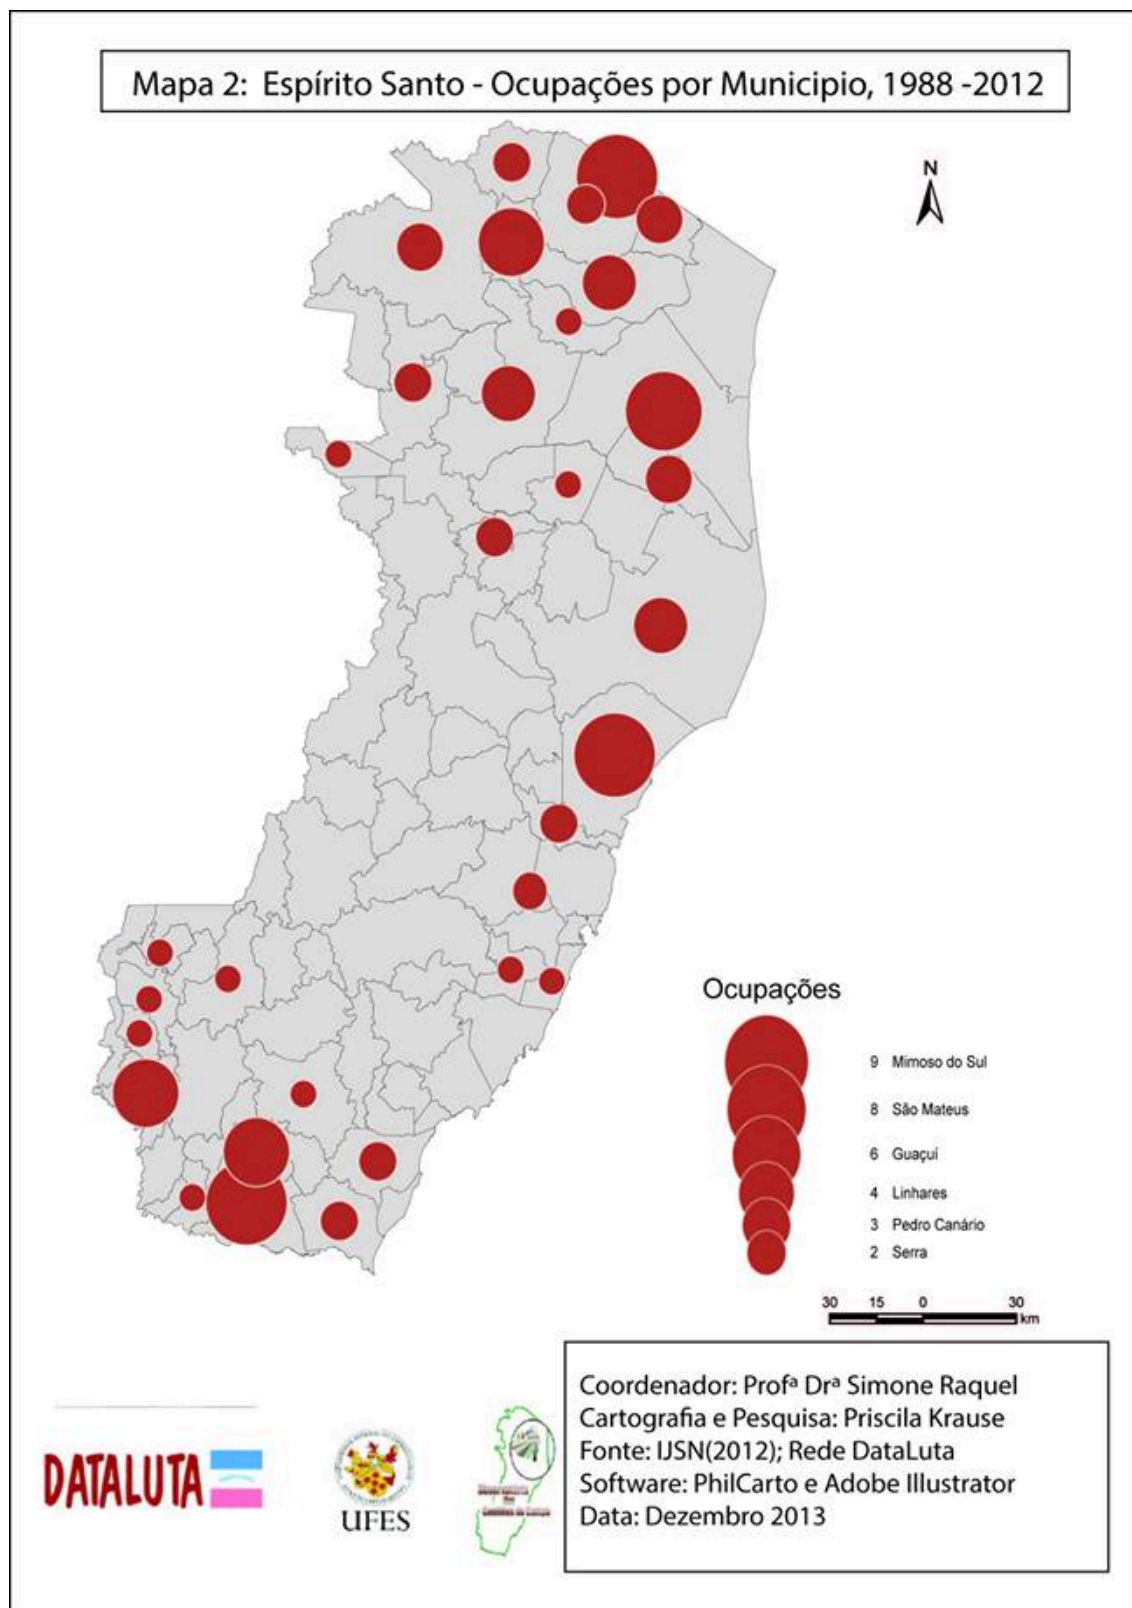 Mapa 2: Espírito Santo - Ocupações por Municipio, 1988 -2012
N
Ocupações
9 Mimoso do Sul
8 São Mateus
6 Guaçuí
4 Linhares
3 Pedro Canário
2 Serra
30 15 0 30
km
Coordenador: Profª Drª Simone Raquel
Cartografia e Pesquisa: Priscila Krause
Fonte: IJSN(2012); Rede DataLuta
Software: PhilCarto e Adobe Illustrator
Data: Dezembro 2013
DATALUTA
UFES